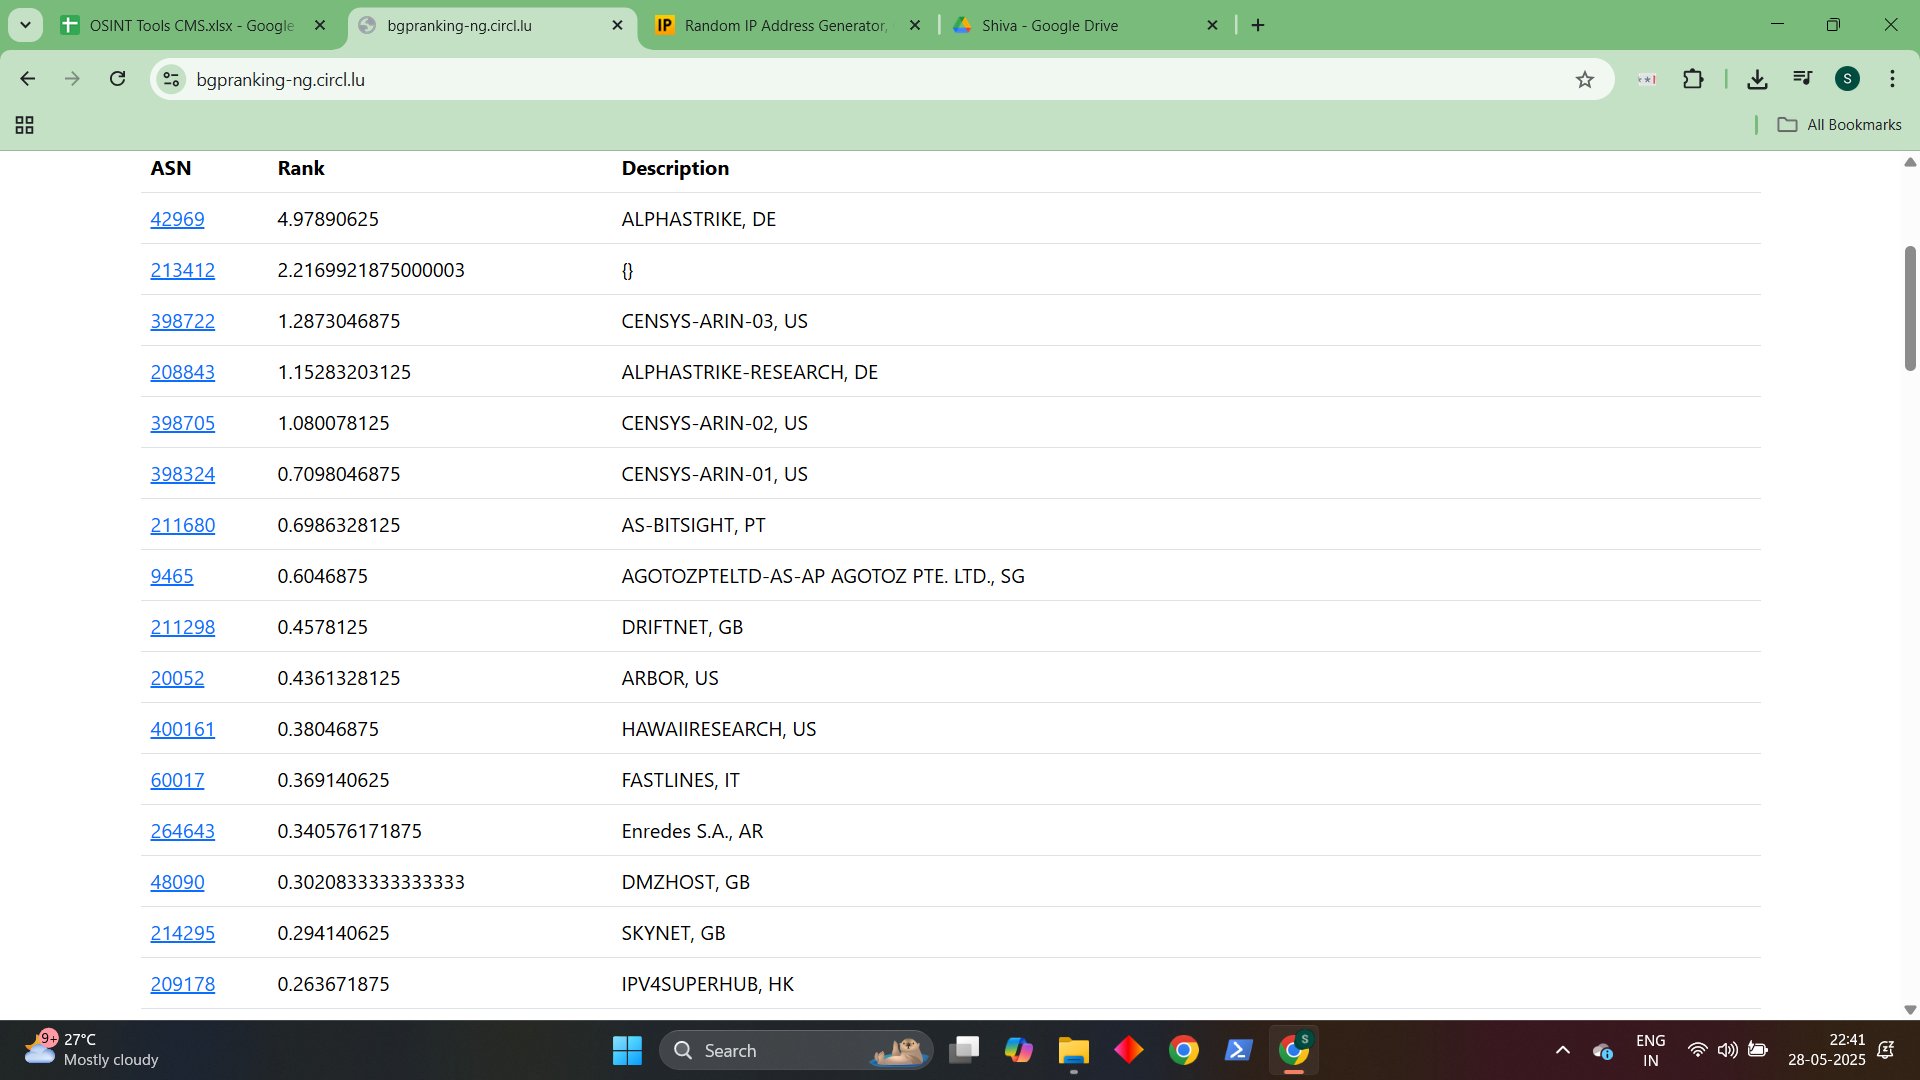 OSINT Tools CMS.xlsx - Google
bgpranking-ng.circl.lu
IP
Random IP Address Generator,
Shiva - Google Drive
bgpranking-ng.circl.lu
S
All Bookmarks
ASN Rank Description
42969 4.97890625 ALPHASTRIKE, DE
213412 2.2169921875000003 {}
398722 1.2873046875 CENSYS-ARIN-03, US
208843 1.15283203125 ALPHASTRIKE-RESEARCH, DE
398705 1.080078125 CENSYS-ARIN-02, US
398324 0.7098046875 CENSYS-ARIN-01, US
211680 0.6986328125 AS-BITSIGHT, PT
9465 0.6046875 AGOTOZPTELTD-AS-AP AGOTOZ PTE. LTD., SG
211298 0.4578125 DRIFTNET, GB
20052 0.4361328125 ARBOR, US
400161 0.38046875 HAWAIIRESEARCH, US
60017 0.369140625 FASTLINES, IT
264643 0.340576171875 Enredes S.A., AR
48090 0.3020833333333333 DMZHOST, GB
214295 0.294140625 SKYNET, GB
209178 0.263671875 IPV4SUPERHUB, HK
9+
27°C
Mostly cloudy
Search
S
ENG
IN
22:41
28-05-2025